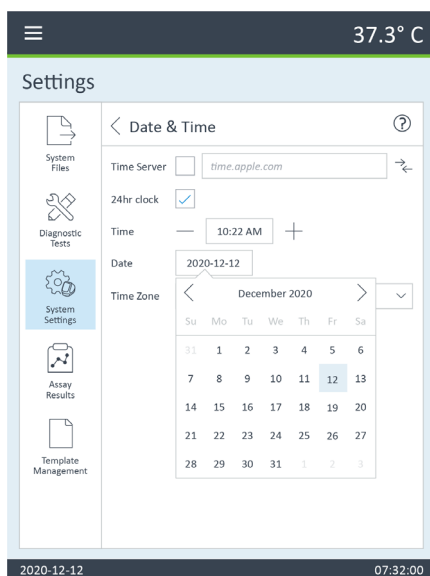 37.3° C
Settings
System
Files
Diagnostic
Tests
System
Settings
Assay
Results
Template
Management
Date & Time
?
Time Server
time.apple.com
24hr clock
Time
10:22 AM
Date
2020-12-12
Time Zone
December 2020
Su Mo Tu We Th Fr Sa
31 1 2 3 4 5 6
7 8 9 10 11 12 13
14 15 16 17 18 19 20
21 22 23 24 25 26 27
28 29 30 31 1 2 3
2020-12-12
07:32:00